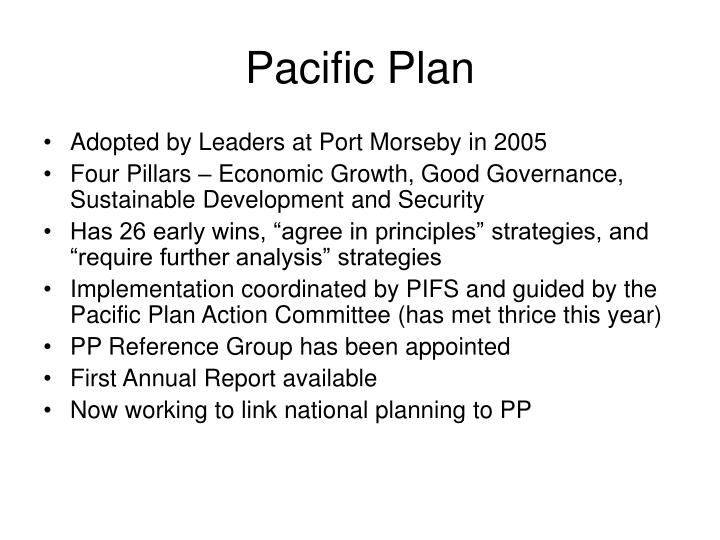 Pacific Plan
• Adopted by Leaders at Port Morseby in 2005
• Four Pillars – Economic Growth, Good Governance,
Sustainable Development and Security
• Has 26 early wins, “agree in principles” strategies, and
“require further analysis” strategies
• Implementation coordinated by PIFS and guided by the
Pacific Plan Action Committee (has met thrice this year)
• PP Reference Group has been appointed
• First Annual Report available
• Now working to link national planning to PP